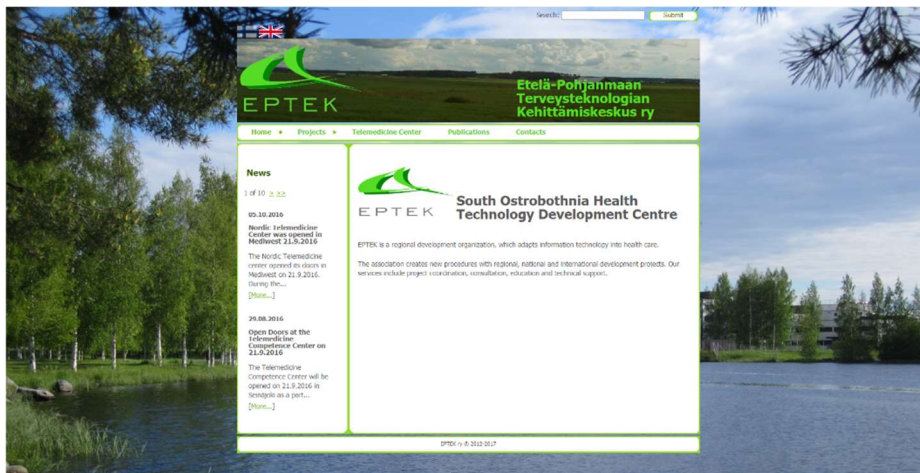 Search:
Submit
EPTEK
Etelä-Pohjanmaan
Terveysteknologian
Kehittämiskeskus ry
Home Projects Telemedicine Center Publications Contacts
News
1 of 10 > >>
05.10.2016
Nordic Telemedicine
Center was opened in
Mediwest 21.9.2016
The Nordic Telemedicine
center opened its doors in
Mediwest on 21.9.2016.
During the...
[More...]
29.08.2016
Open Doors at the
Telemedicine
Competence Center on
21.9.2016
The Telemedicine
Competence Center will be
opened on 21.9.2016 in
Seinäjoki as a part...
[More...]
EPTEK
South Ostrobothnia Health
Technology Development Centre
EPTEK is a regional development organization, which adapts information technology into health care.
The association creates new procedures with regional, national and international development projects. Our
services include project coordination, consultation, education and technical support.
EPTEK ry © 2012-2017